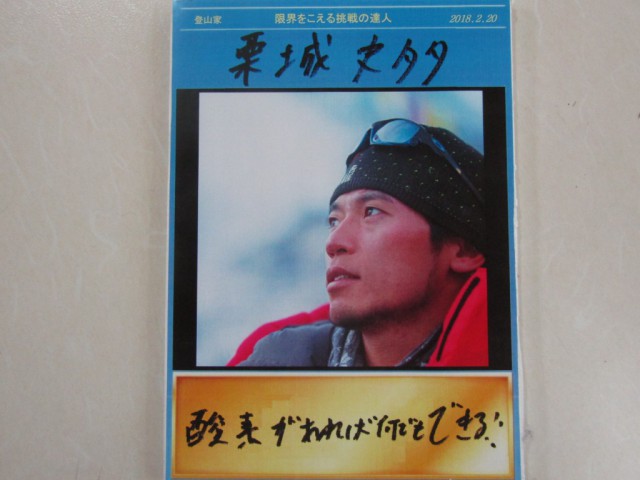 登山家 限界をこえる挑戦の達人 2018.2.20
栗城史多
酸素があれば何でもできる!